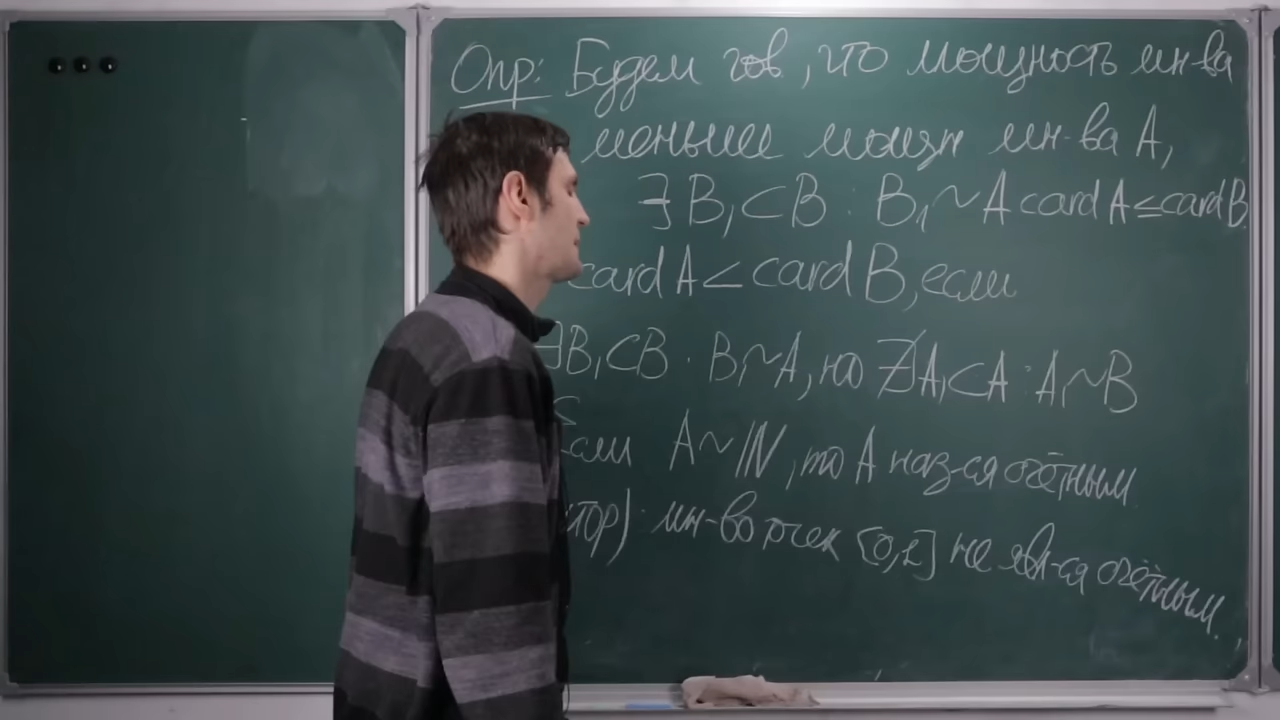 Опр: Будем гов, что мощность мн-ва
меньше мощн мн-ва A,
∃ B₁⊂B : B₁~A card A≤card B
card A<card B, если
∃B₁⊂B : B₁~A, но ∄A₁⊂A : A₁~B
если A~ℕ, то A наз-ся счётным
тор): мн-во точек [0,1] не явл-ся счётным.